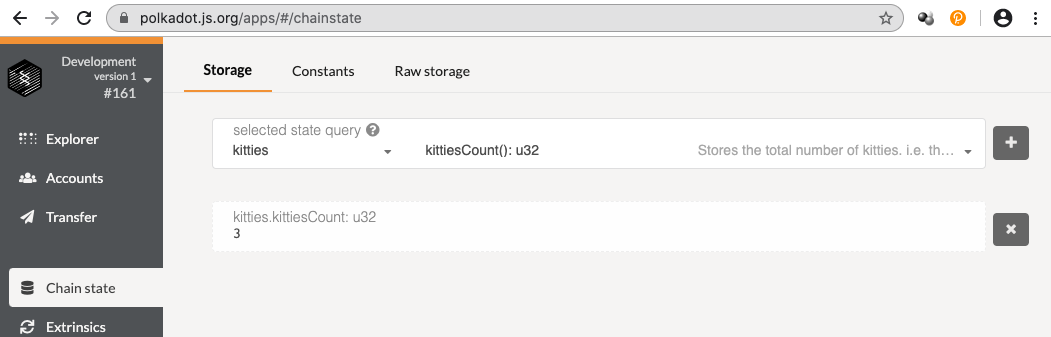 polkadot.js.org/apps/#/chainstate
Development
version 1
#161
Storage
Constants
Raw storage
Explorer
Accounts
Transfer
Chain state
Extrinsics
selected state query ?
kitties
kittiesCount(): u32
Stores the total number of kitties. i.e. th…
kitties.kittiesCount: u32
3